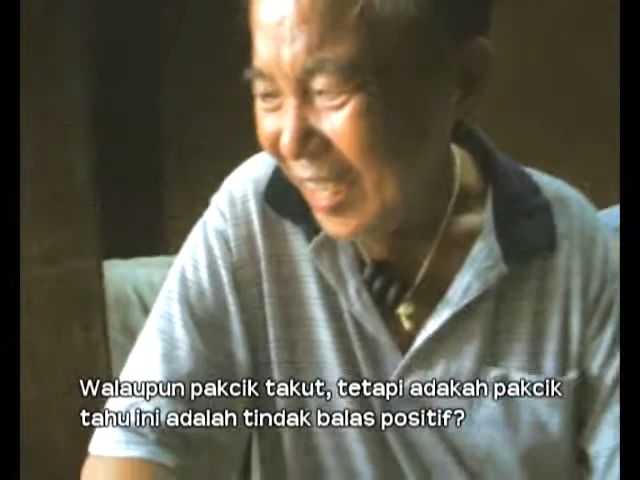 Walaupun pakcik takut, tetapi adakah pakcik
tahu ini adalah tindak balas positif?